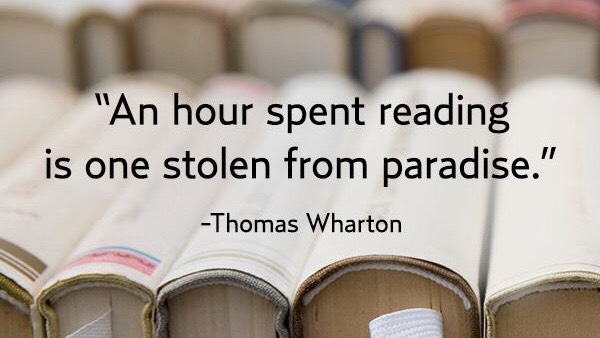 “An hour spent reading
is one stolen from paradise.”
–Thomas Wharton